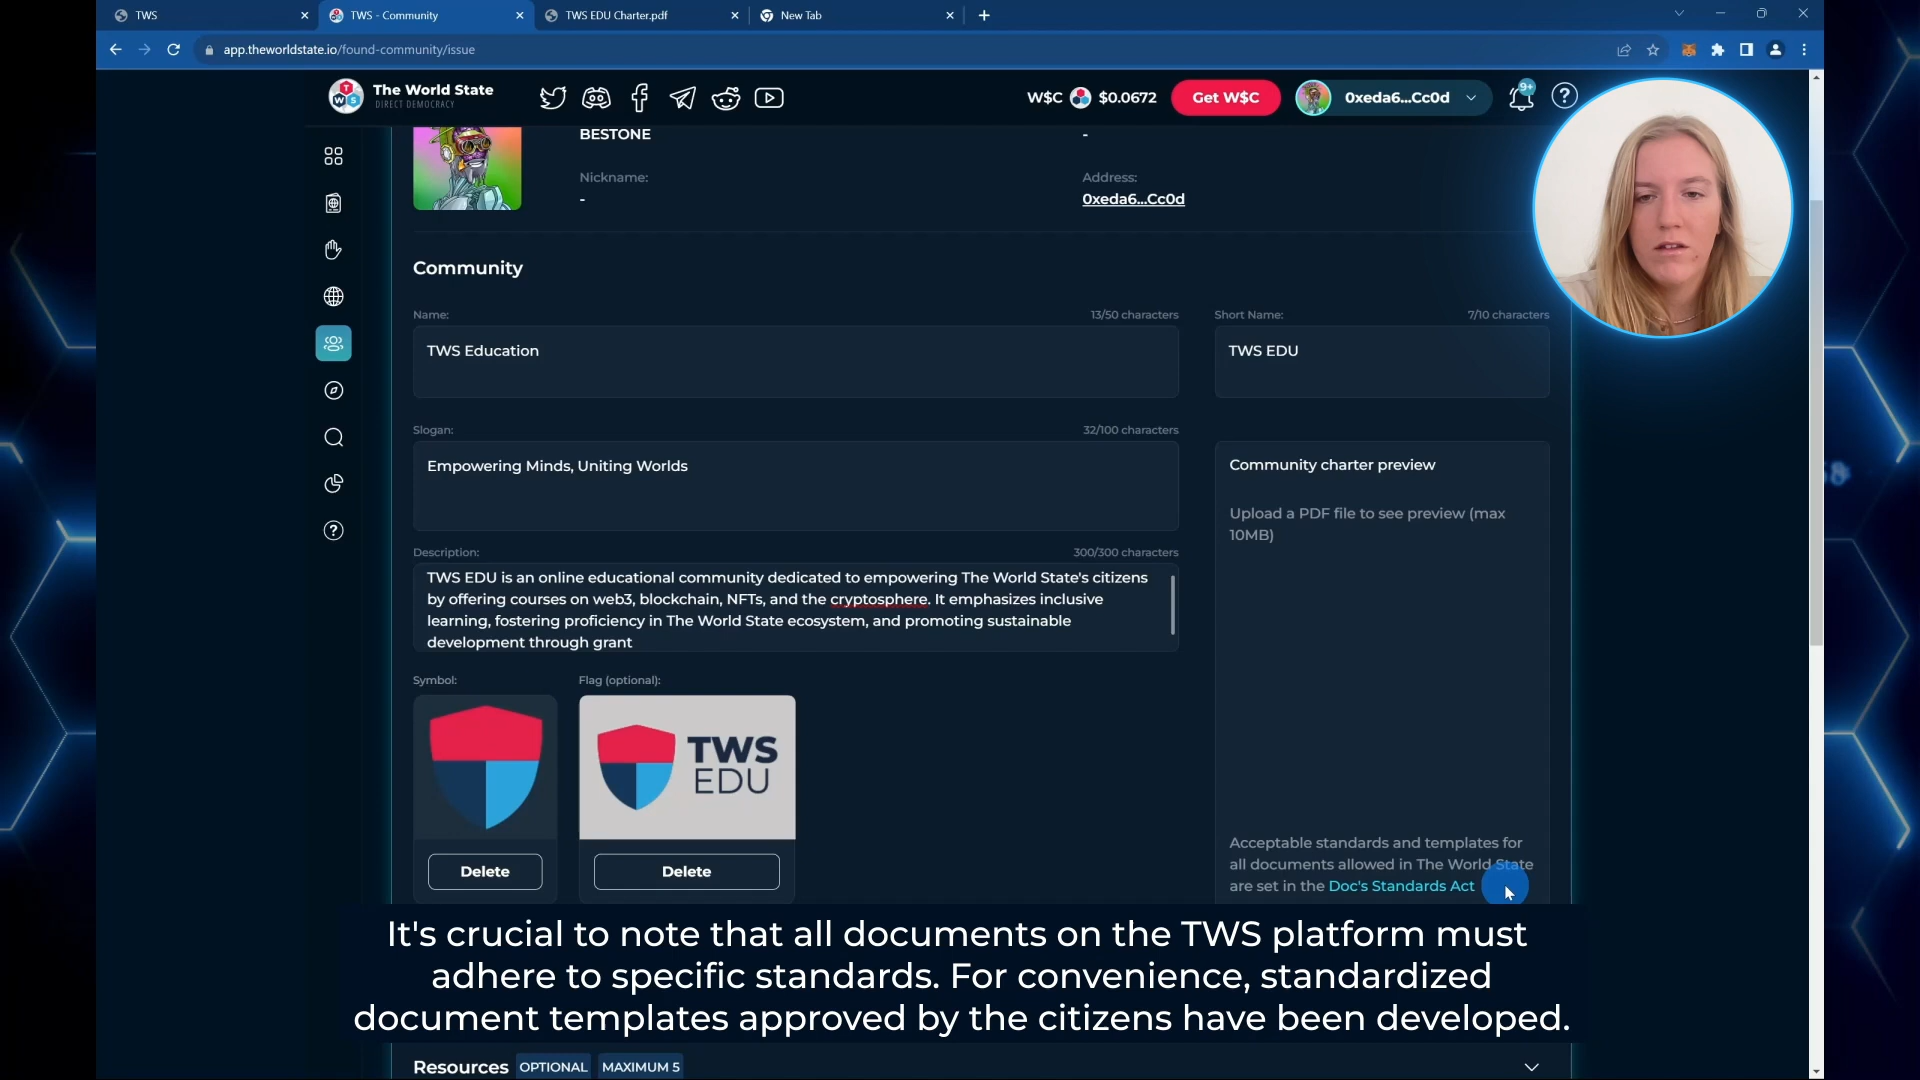 TWS
TWS - Community
TWS EDU Charter.pdf
New Tab
app.theworldstate.io/found-community/issue
The World State
DIRECT DEMOCRACY
W$C $0.0672
Get W$C
0xeda6...Cc0d
9+
BESTONE
-
Nickname:
Address:
-
0xeda6...Cc0d
Community
Name:
13/50 characters
Short Name:
7/10 characters
TWS Education
TWS EDU
Slogan:
32/100 characters
Empowering Minds, Uniting Worlds
Community charter preview
Upload a PDF file to see preview (max
10MB)
Description:
300/300 characters
TWS EDU is an online educational community dedicated to empowering The World State's citizens
by offering courses on web3, blockchain, NFTs, and the cryptosphere. It emphasizes inclusive
learning, fostering proficiency in The World State ecosystem, and promoting sustainable
development through grant
Symbol:
Flag (optional):
TWS
EDU
Delete
Delete
Acceptable standards and templates for
all documents allowed in The World State
are set in the Doc's Standards Act
It's crucial to note that all documents on the TWS platform must
adhere to specific standards. For convenience, standardized
document templates approved by the citizens have been developed.
Resources OPTIONAL MAXIMUM 5